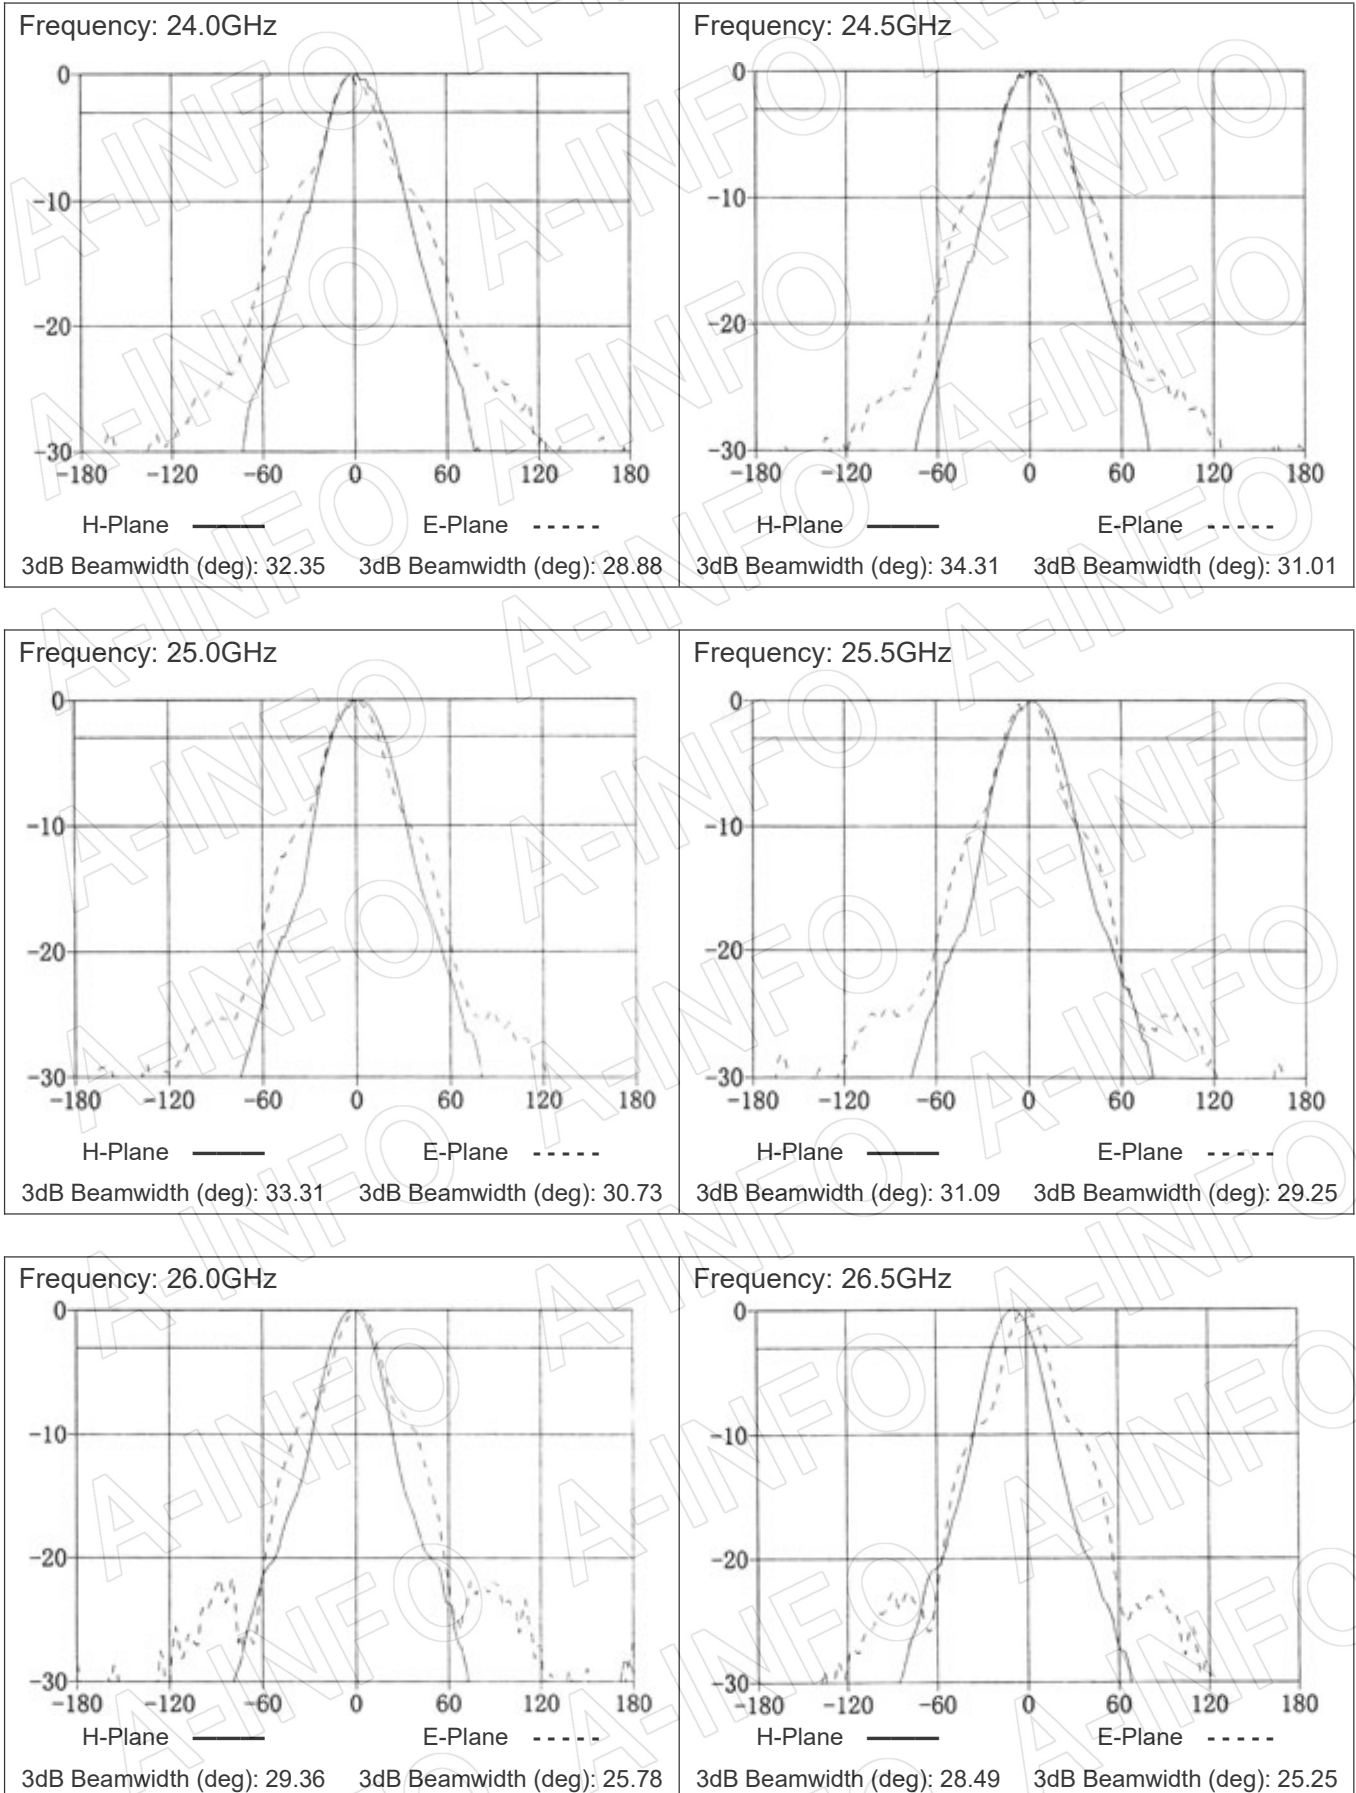 Frequency: 24.0GHz
0
-10
-20
-30
-180 -120 -60 0 60 120 180
H-Plane E-Plane
3dB Beamwidth (deg): 32.35 3dB Beamwidth (deg): 28.88
Frequency: 24.5GHz
0
-10
-20
-30
-180 -120 -60 0 60 120 180
H-Plane E-Plane
3dB Beamwidth (deg): 34.31 3dB Beamwidth (deg): 31.01
Frequency: 25.0GHz
0
-10
-20
-30
-180 -120 -60 0 60 120 180
H-Plane E-Plane
3dB Beamwidth (deg): 33.31 3dB Beamwidth (deg): 30.73
Frequency: 25.5GHz
0
-10
-20
-30
-180 -120 -60 0 60 120 180
H-Plane E-Plane
3dB Beamwidth (deg): 31.09 3dB Beamwidth (deg): 29.25
Frequency: 26.0GHz
0
-10
-20
-30
-180 -120 -60 0 60 120 180
H-Plane E-Plane
3dB Beamwidth (deg): 29.36 3dB Beamwidth (deg): 25.78
Frequency: 26.5GHz
0
-10
-20
-30
-180 -120 -60 0 60 120 180
H-Plane E-Plane
3dB Beamwidth (deg): 28.49 3dB Beamwidth (deg): 25.25
A-INFO